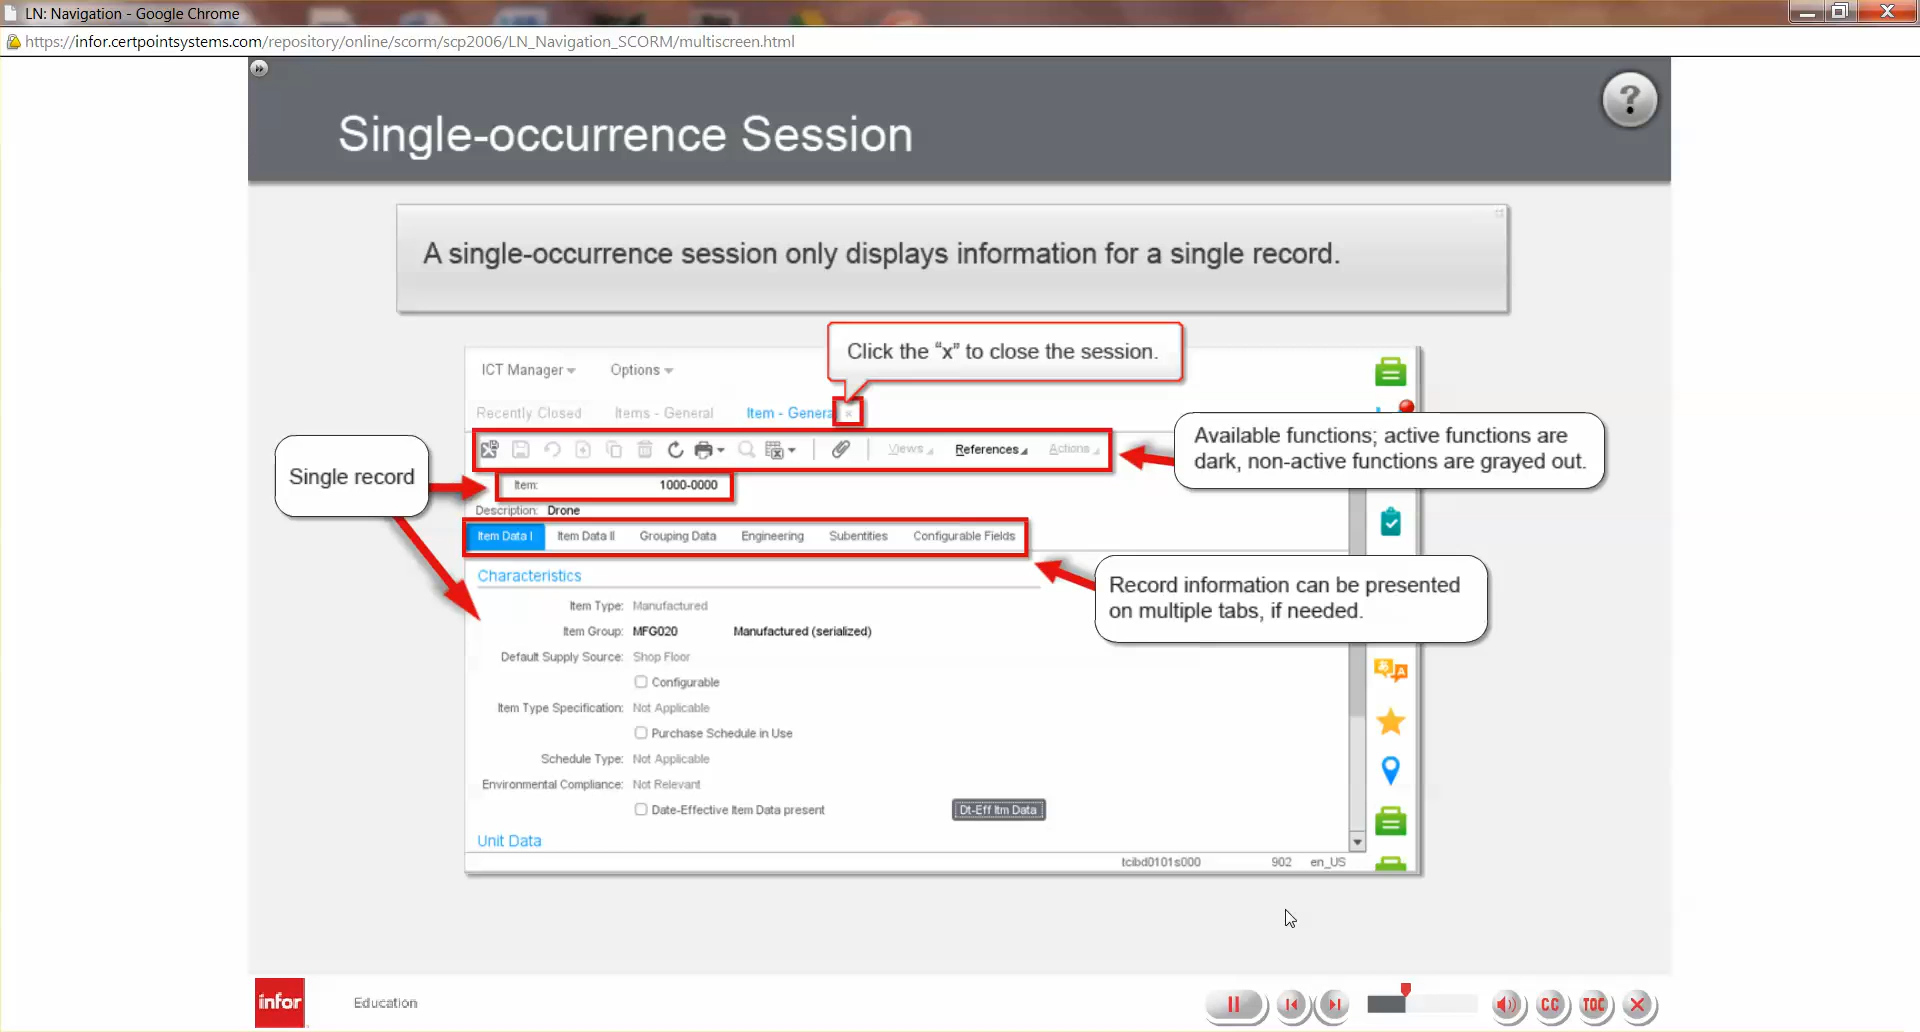 LN: Navigation - Google Chrome
https://infor.certpointsystems.com/repository/online/scorm/scp2006/LN_Navigation_SCORM/multiscreen.html
?
Single-occurrence Session
A single-occurrence session only displays information for a single record.
Click the “x” to close the session.
ICT Manager
Options
Recently Closed
Items - General
Item - Genera
Available functions; active functions are
dark, non-active functions are grayed out.
Views
References
Actions
Single record
Item:
1000-0000
Description:
Drone
Item Data I
Item Data II
Grouping Data
Engineering
Subentities
Configurable Fields
Record information can be presented
on multiple tabs, if needed.
Characteristics
Item Type: Manufactured
Item Group: MFG020 Manufactured (serialized)
Default Supply Source: Shop Floor
Configurable
Item Type Specification: Not Applicable
Purchase Schedule in Use
Schedule Type: Not Applicable
Environmental Compliance: Not Relevant
Date-Effective Item Data present
Dt-Eff Itm Data
Unit Data
tcibd0101s000
902
en_US
infor
Education
CC
TOC